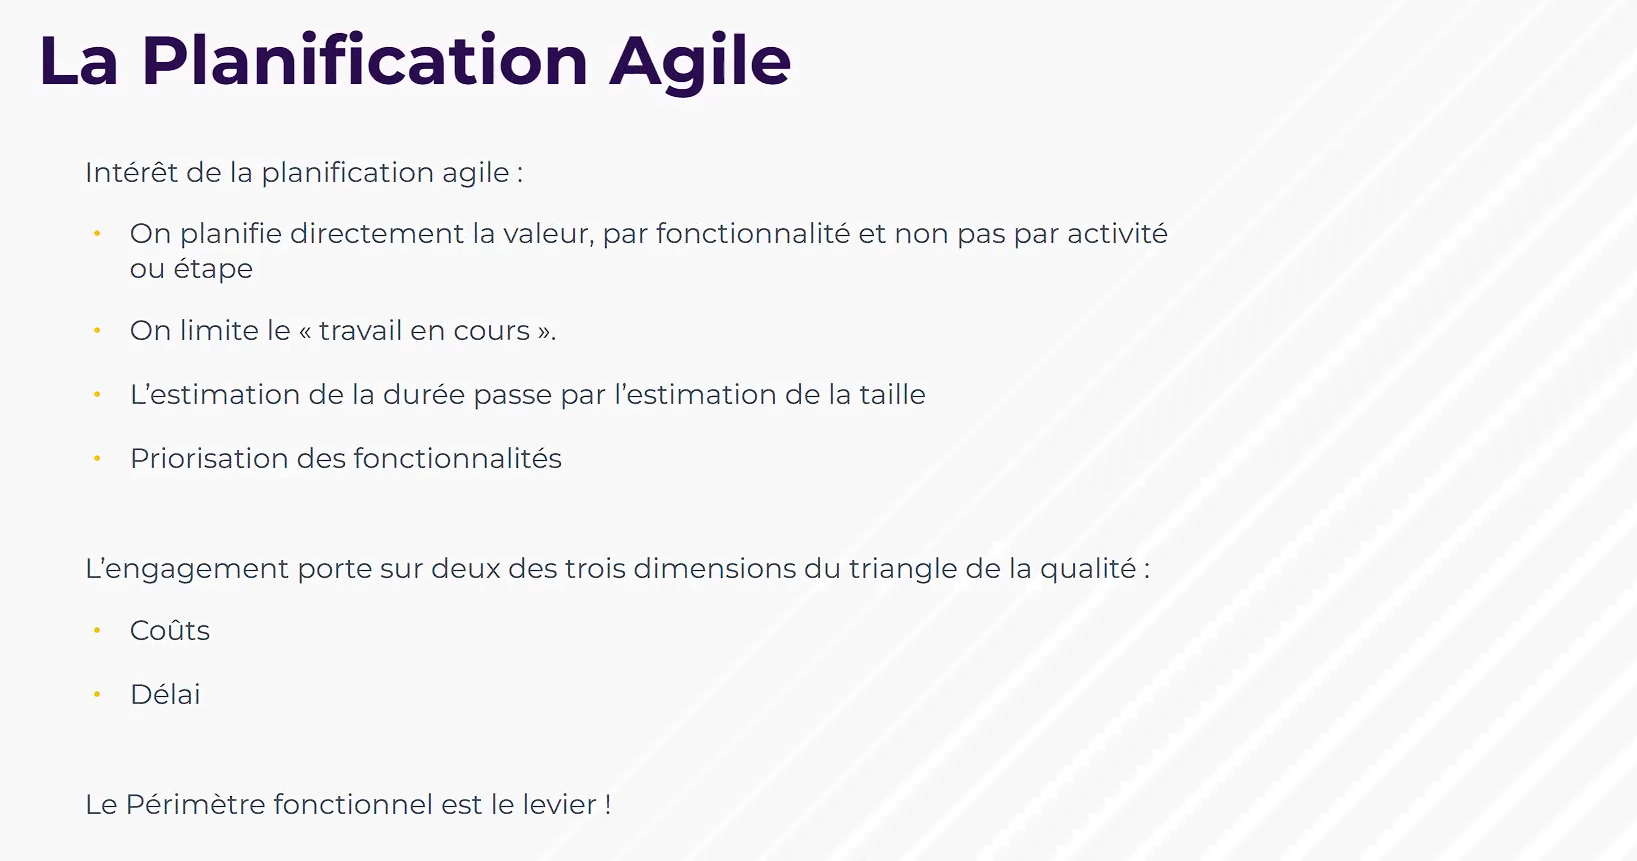 La Planification Agile
Intérêt de la planification agile :
• On planifie directement la valeur, par fonctionnalité et non pas par activité
ou étape
• On limite le « travail en cours ».
• L’estimation de la durée passe par l’estimation de la taille
• Priorisation des fonctionnalités
L’engagement porte sur deux des trois dimensions du triangle de la qualité :
• Coûts
• Délai
Le Périmètre fonctionnel est le levier !